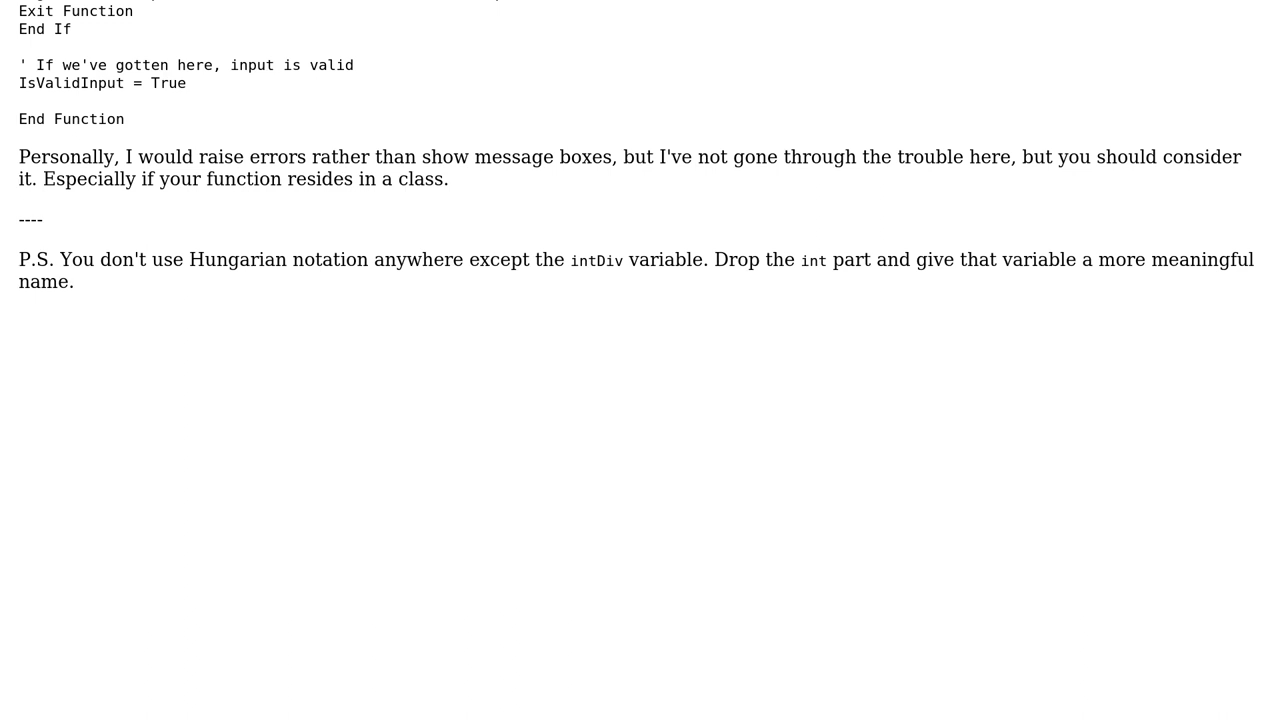 Exit Function
End If
' If we've gotten here, input is valid
IsValidInput = True
End Function
Personally, I would raise errors rather than show message boxes, but I've not gone through the trouble here, but you should consider
it. Especially if your function resides in a class.
----
P.S. You don't use Hungarian notation anywhere except the intDiv variable. Drop the int part and give that variable a more meaningful
name.